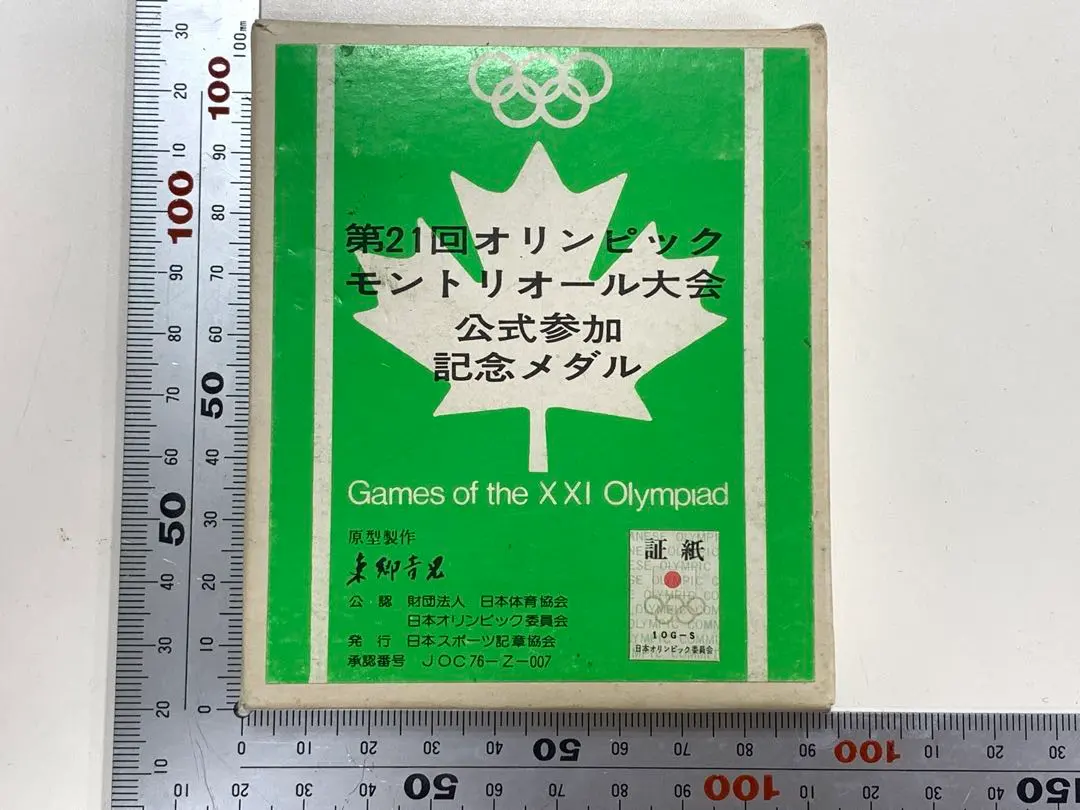 第21回オリンピック
モントリオール大会
公式参加
記念メダル
Games of the XXI Olympiad
原型製作
東郷青児
公認 財団法人 日本体育協会
日本オリンピック委員会
発行 日本スポーツ記章協会
承認番号 JOC76-Z-007
証紙
10G-S
日本オリンピック委員会